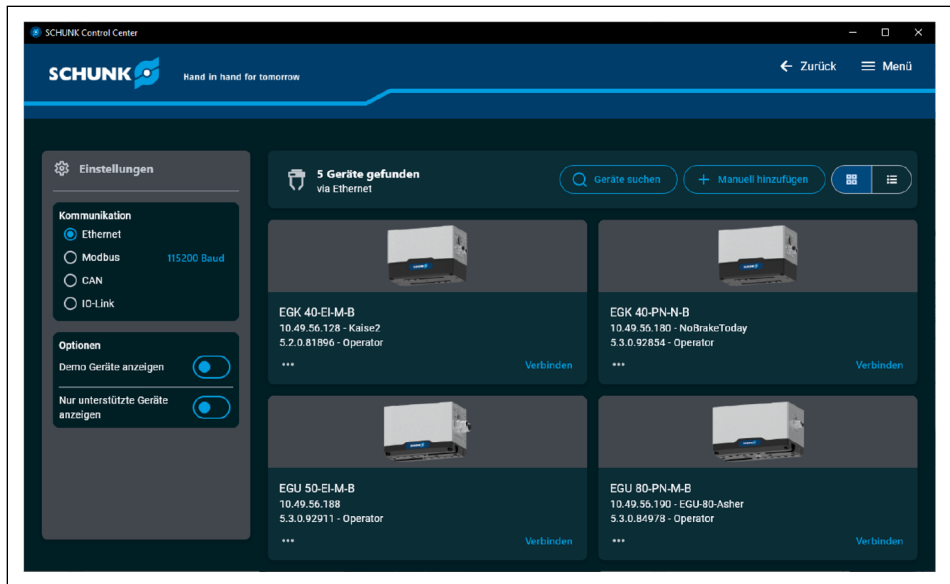 SCHUNK Control Center
SCHUNK
Hand in hand for tomorrow
Zurück
Menü
Einstellungen
Kommunikation
Ethernet
Modbus 115200 Baud
CAN
IO-Link
Optionen
Demo Geräte anzeigen
Nur unterstützte Geräte
anzeigen
5 Geräte gefunden
via Ethernet
Geräte suchen
Manuell hinzufügen
EGK 40-EI-M-B
10.49.56.128 - Kaise2
5.2.0.81896 - Operator
Verbinden
EGK 40-PN-N-B
10.49.56.180 - NoBrakeToday
5.3.0.92854 - Operator
Verbinden
EGU 50-EI-M-B
10.49.56.188
5.3.0.92911 - Operator
Verbinden
EGU 80-PN-M-B
10.49.56.190 - EGU-80-Asher
5.3.0.84978 - Operator
Verbinden